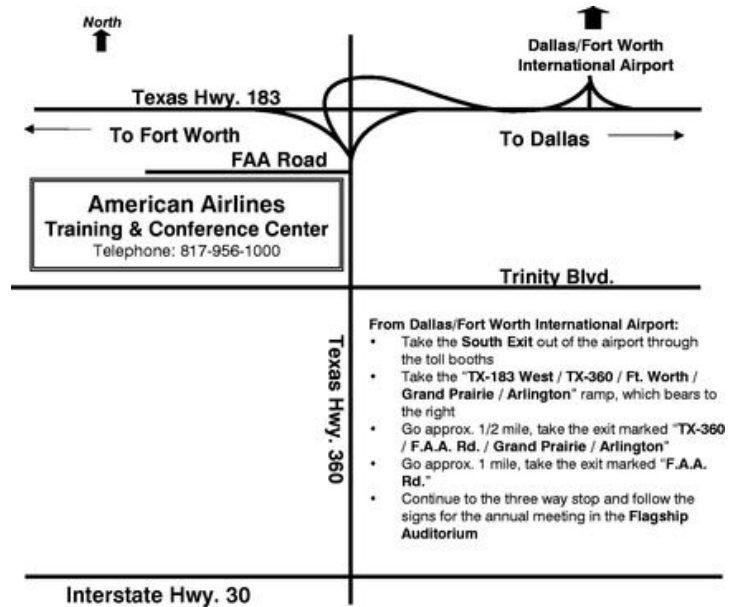 North
Dallas/Fort Worth
International Airport
Texas Hwy. 183
To Fort Worth
To Dallas
FAA Road
American Airlines
Training & Conference Center
Telephone: 817-956-1000
Trinity Blvd.
Texas Hwy. 360
From Dallas/Fort Worth International Airport:
• Take the South Exit out of the airport through
the toll booths
• Take the "TX-183 West / TX-360 / Ft. Worth /
Grand Prairie / Arlington" ramp, which bears to
the right
• Go approx. 1/2 mile, take the exit marked "TX-360
/ F.A.A. Rd. / Grand Prairie / Arlington"
• Go approx. 1 mile, take the exit marked "F.A.A.
Rd."
• Continue to the three way stop and follow the
signs for the annual meeting in the Flagship
Auditorium
Interstate Hwy. 30